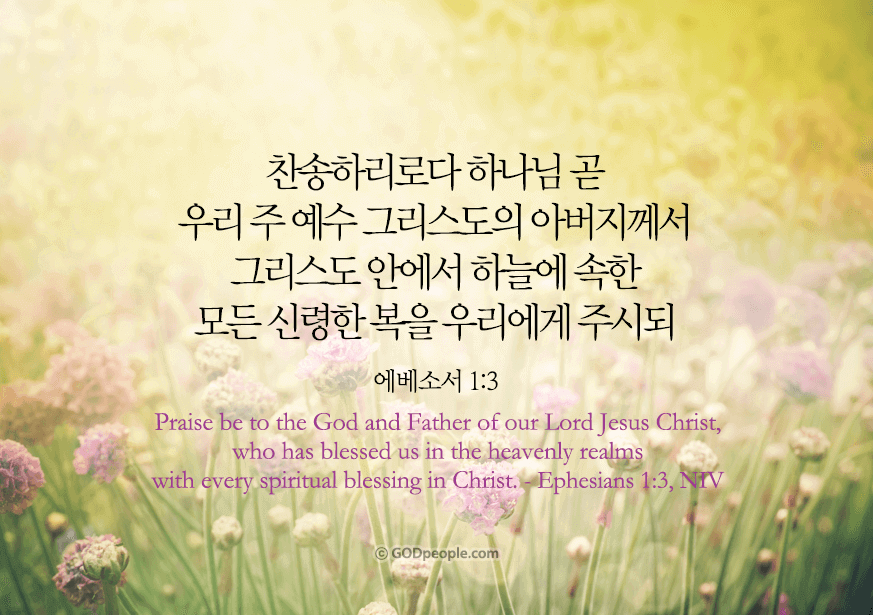 찬송하리로다 하나님 곧
우리 주 예수 그리스도의 아버지께서
그리스도 안에서 하늘에 속한
모든 신령한 복을 우리에게 주시되
에베소서 1:3
Praise be to the God and Father of our Lord Jesus Christ,
who has blessed us in the heavenly realms
with every spiritual blessing in Christ. - Ephesians 1:3, NIV
© GODpeople.com